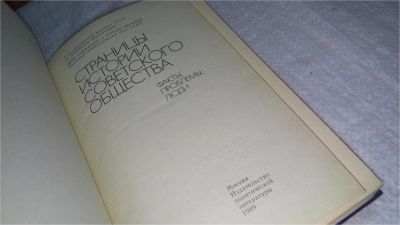 СТРАНИЦЫ
ИСТОРИИ
СОВЕТСКОГО
ОБЩЕСТВА
ФАКТЫ,
ПРОБЛЕМЫ,
ЛЮДИ
Москва
Издательство
политической
литературы
1989